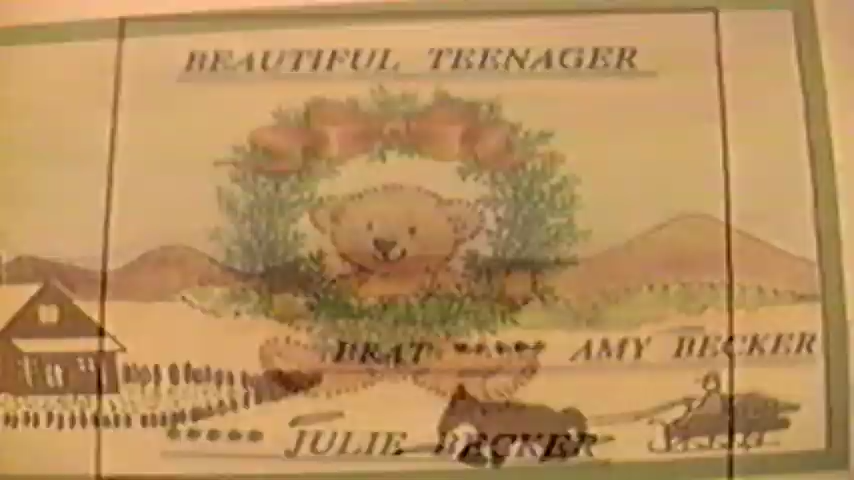 BEAUTIFUL TEENAGER
BRAT ••••• AMY BECKER
••••• JULIE BECKER